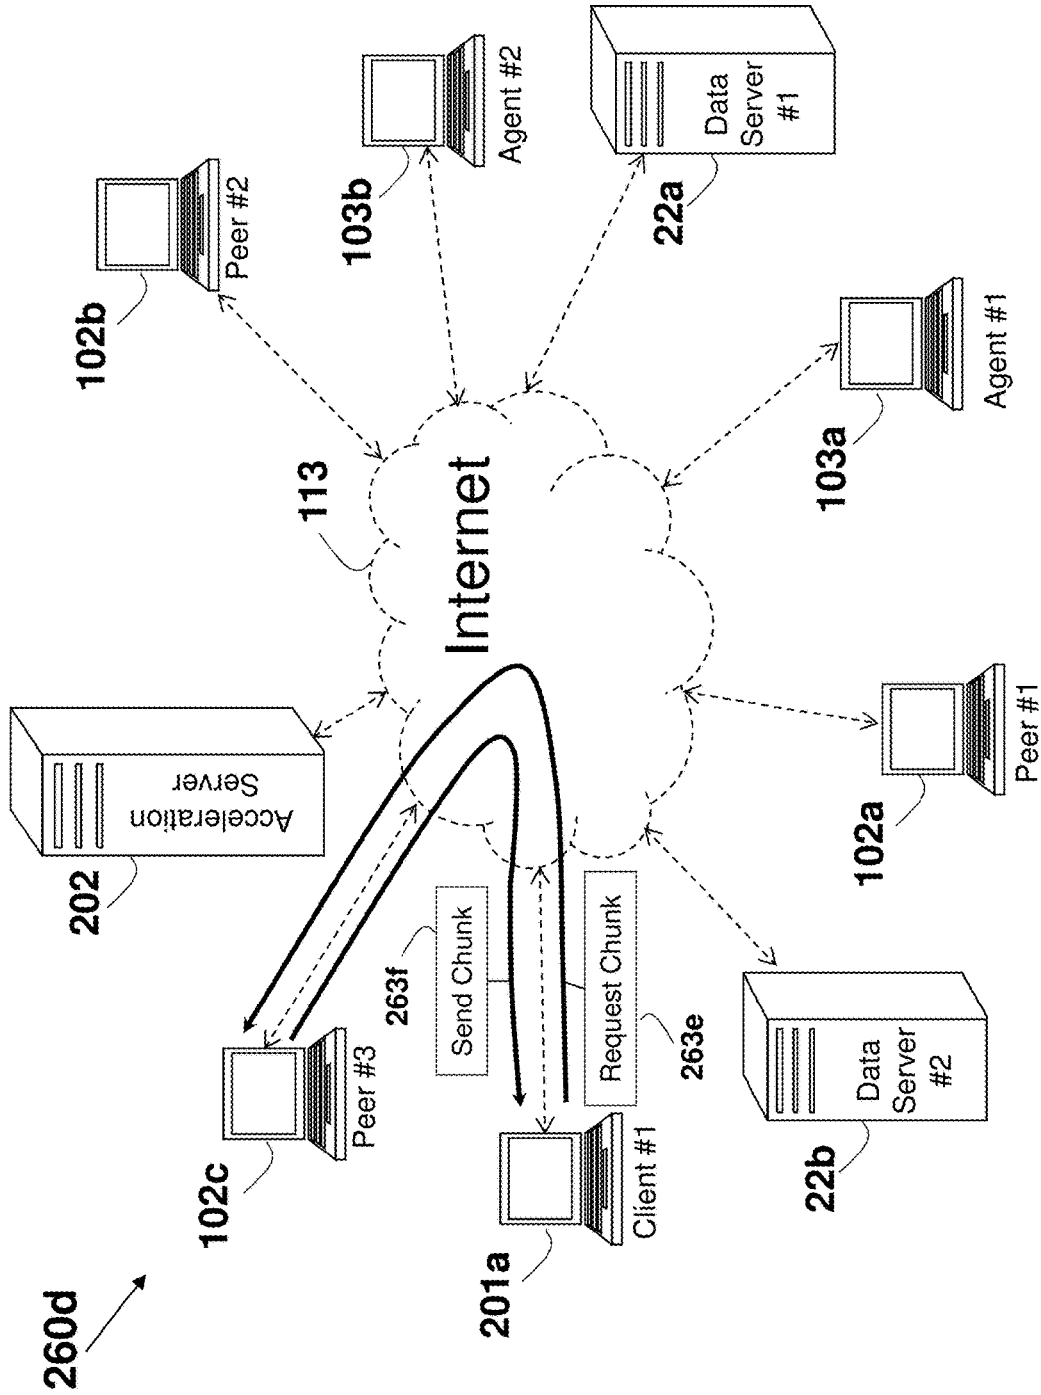 260d
102c
Peer #3
202
Acceleration
Server
113
102b
Peer #2
103b
Agent #2
201a
Client #1
263f
Send Chunk
Request Chunk
263e
Internet
22a
Data
Server
#1
22b
Data
Server
#2
102a
Peer #1
103a
Agent #1